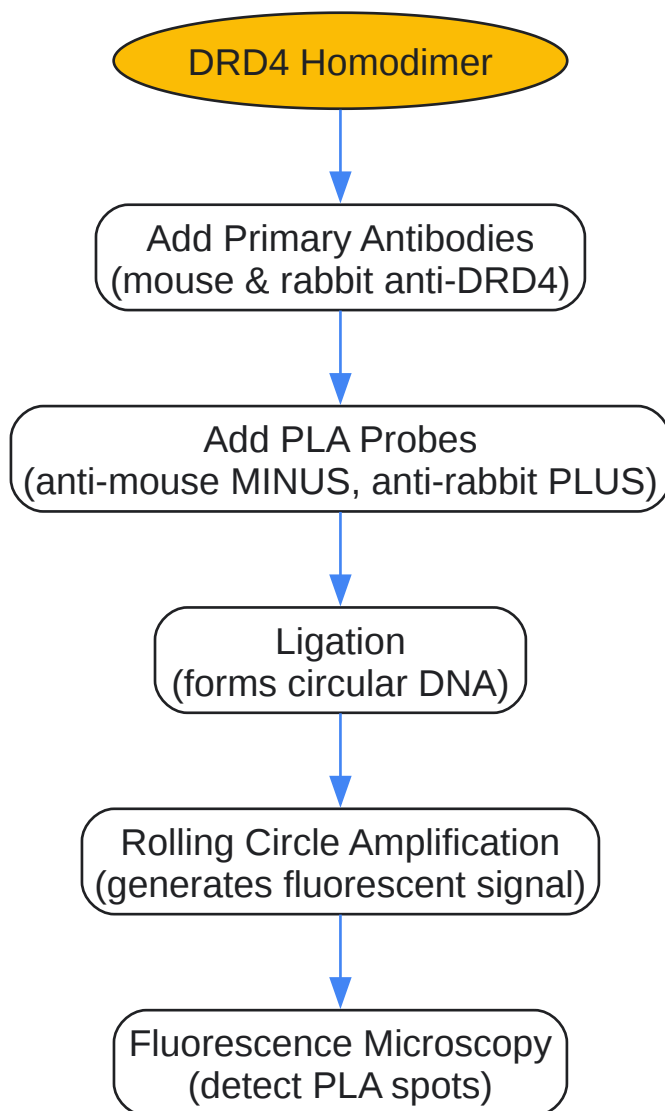 DRD4 Homodimer
Add Primary Antibodies
(mouse & rabbit anti-DRD4)
Add PLA Probes
(anti-mouse MINUS, anti-rabbit PLUS)
Ligation
(forms circular DNA)
Rolling Circle Amplification
(generates fluorescent signal)
Fluorescence Microscopy
(detect PLA spots)